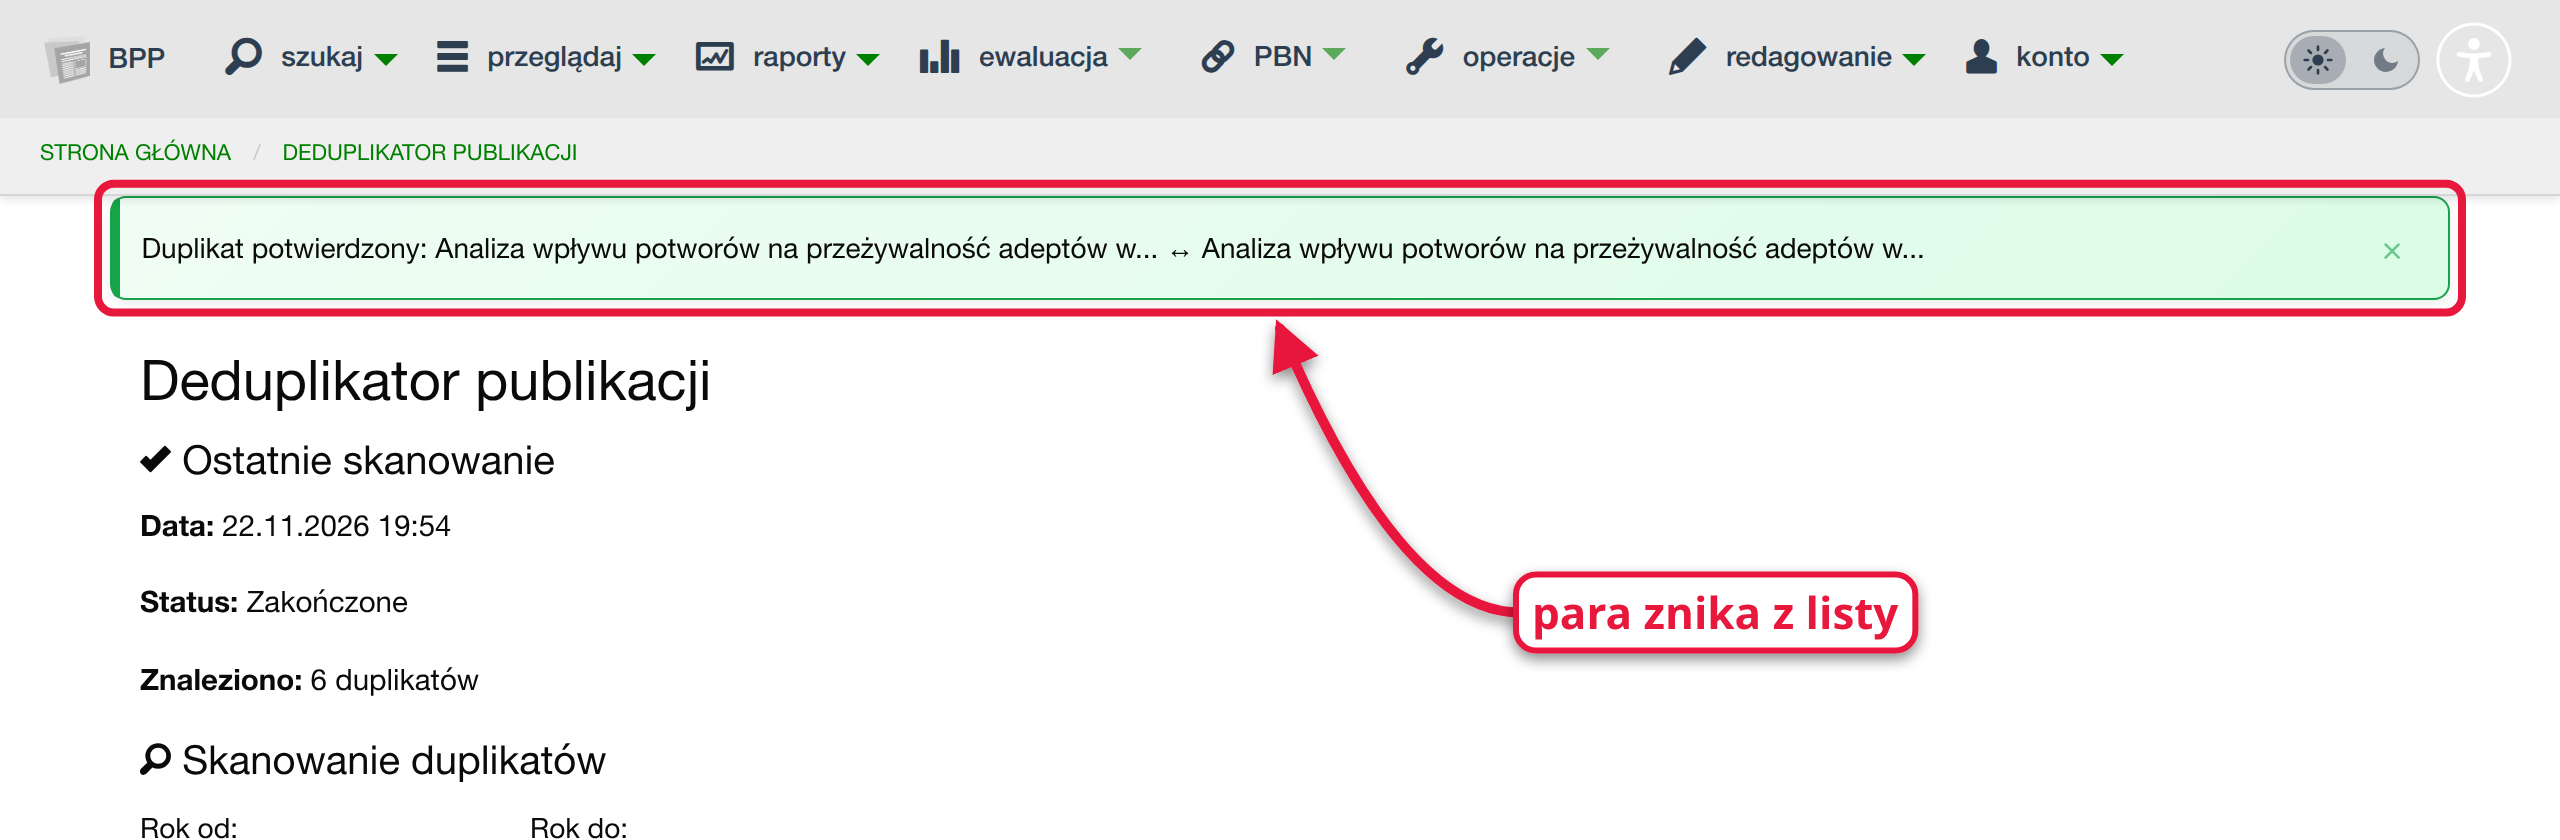 BPP szukaj przeglądaj raporty ewaluacja PBN operacje redagowanie konto
STRONA GŁÓWNA / DEDUPLIKATOR PUBLIKACJI
Duplikat potwierdzony: Analiza wpływu potworów na przeżywalność adeptów w... ↔ Analiza wpływu potworów na przeżywalność adeptów w... ×
Deduplikator publikacji
Ostatnie skanowanie
Data: 22.11.2026 19:54
Status: Zakończone
para znika z listy
Znaleziono: 6 duplikatów
Skanowanie duplikatów
Rok od: Rok do: